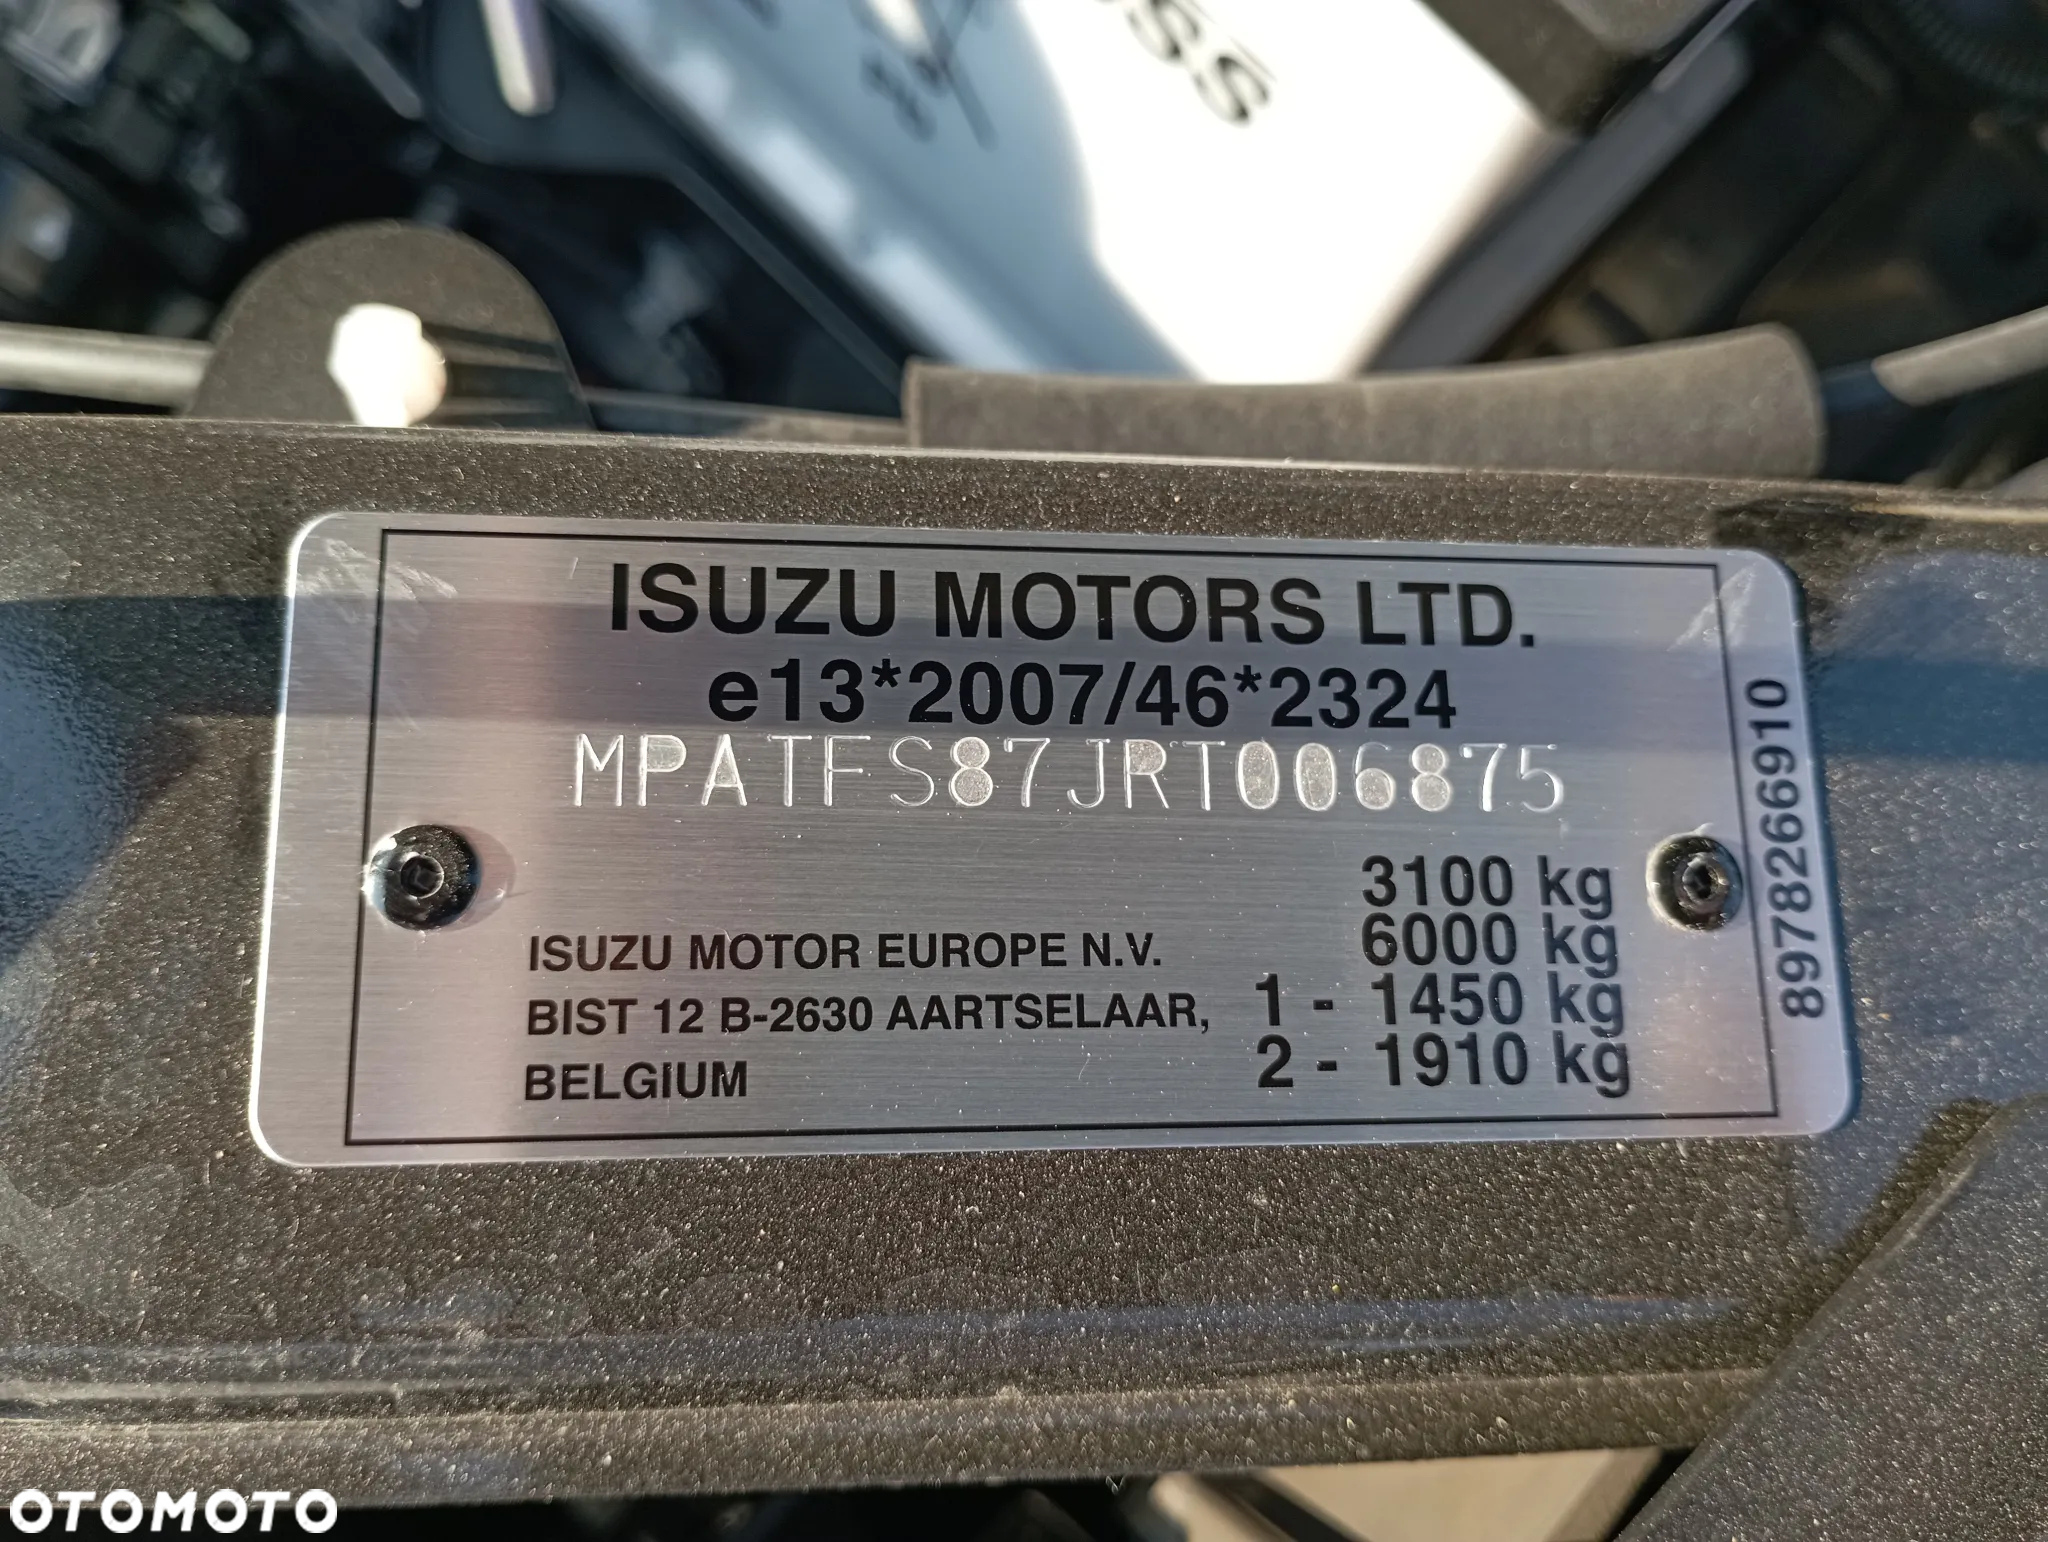 ISUZU MOTORS LTD.
e13*2007/46*2324
MPATFS87JRT006875
3100 kg
6000 kg
1 - 1450 kg
2 - 1910 kg
ISUZU MOTOR EUROPE N.V.
BIST 12 B-2630 AARTSELAAR,
BELGIUM
8978266910
OTOMOTO